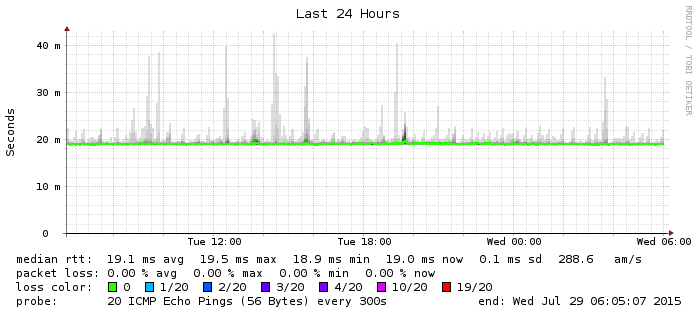 Last 24 Hours
RRDTOOL / TOBI OETIKER
Seconds
40 m
30 m
20 m
10 m
0
Tue 12:00 Tue 18:00 Wed 00:00 Wed 06:00
median rtt: 19.1 ms avg 19.5 ms max 18.9 ms min 19.0 ms now 0.1 ms sd 288.6 am/s
packet loss: 0.00 % avg 0.00 % max 0.00 % min 0.00 % now
loss color: 0 1/20 2/20 3/20 4/20 10/20 19/20
probe: 20 ICMP Echo Pings (56 Bytes) every 300s end: Wed Jul 29 06:05:07 2015